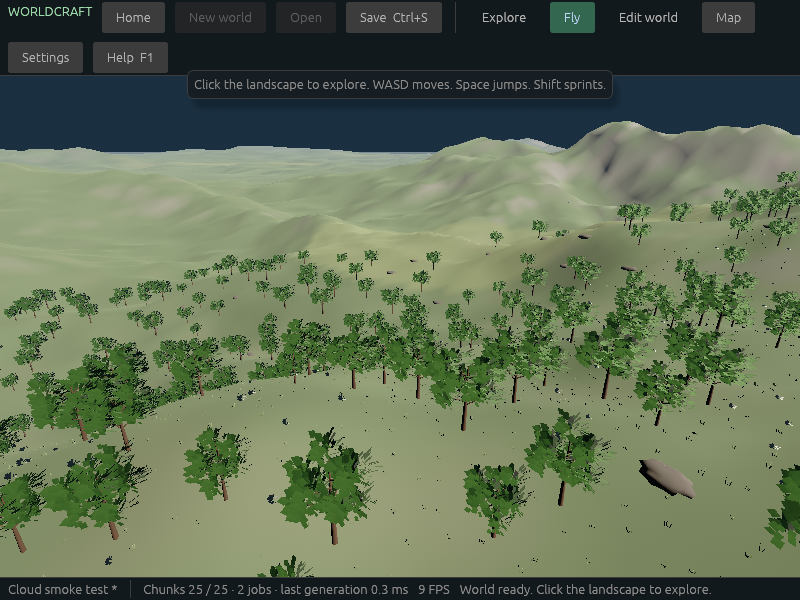 WORLDCRAFT Home New world Open Save Ctrl+S Explore Fly Edit world Map
Settings Help F1
Click the landscape to explore. WASD moves. Space jumps. Shift sprints.
Cloud smoke test * Chunks 25 / 25 · 2 jobs · last generation 0.3 ms 9 FPS World ready. Click the landscape to explore.